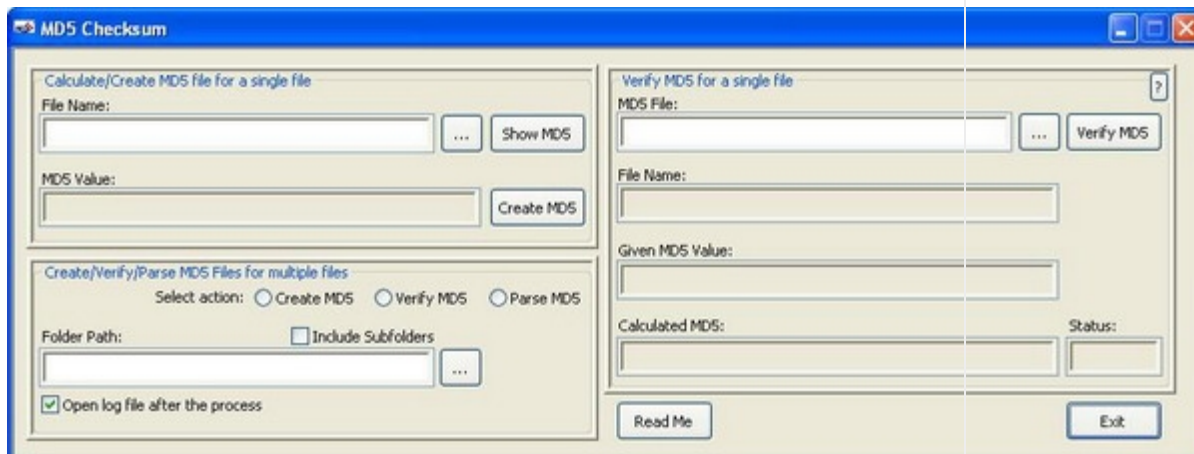 MD5 Checksum
Calculate/Create MD5 file for a single file
File Name:
... Show MD5
MD5 Value:
Create MD5
Create/Verify/Parse MD5 Files for multiple files
Select action: Create MD5 Verify MD5 Parse MD5
Folder Path: Include Subfolders
...
Open log file after the process
Verify MD5 for a single file
?
MD5 File:
... Verify MD5
File Name:
Given MD5 Value:
Calculated MD5: Status:
Read Me Exit